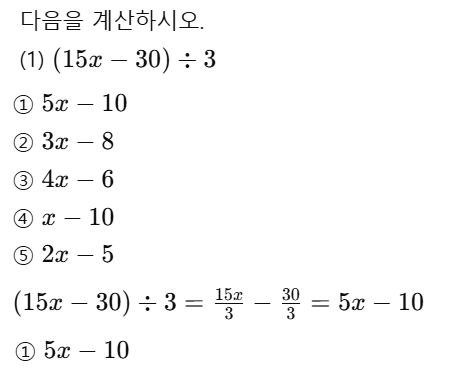 다음을 계산하시오.
(1) (15x − 30) ÷ 3
① 5x − 10
② 3x − 8
③ 4x − 6
④ x − 10
⑤ 2x − 5
(15x − 30) ÷ 3 = \frac{15x}{3} − \frac{30}{3} = 5x − 10
① 5x − 10